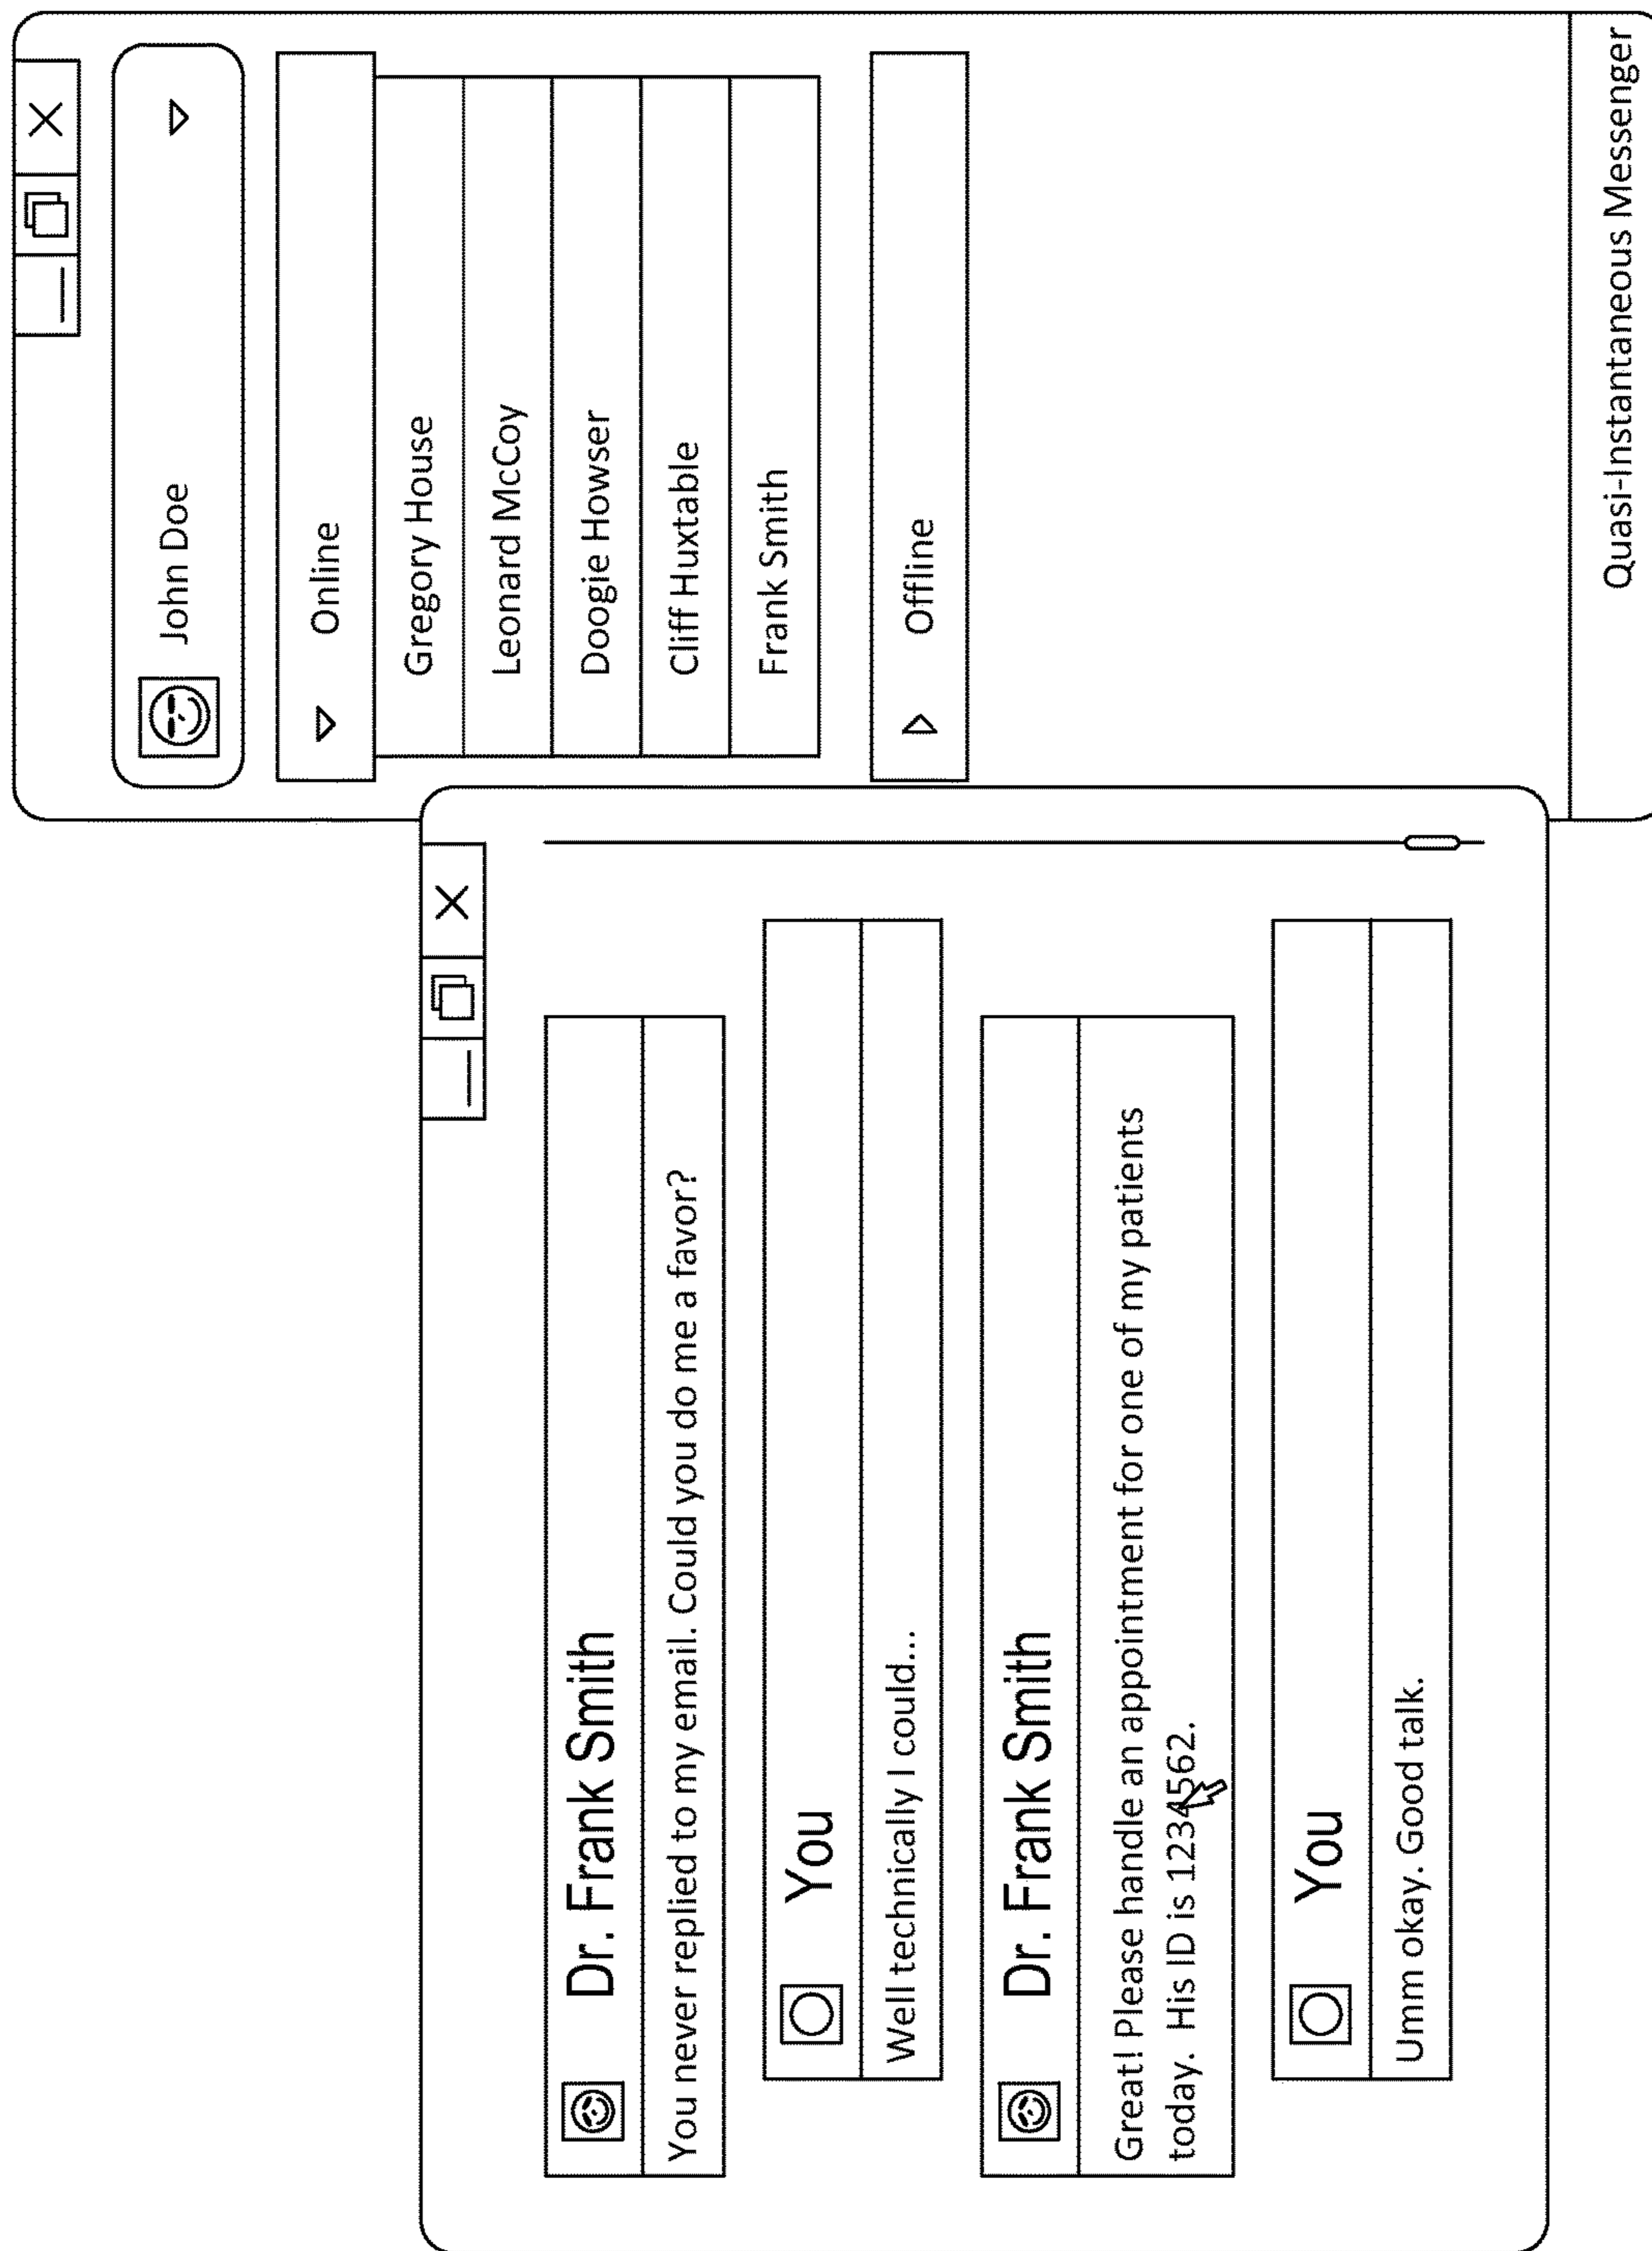 John Doe
Online
Gregory House
Leonard McCoy
Doogie Howser
Cliff Huxtable
Frank Smith
Offline
Quasi-Instantaneous Messenger
Dr. Frank Smith
You never replied to my email. Could you do me a favor?
You
Well technically I could...
Dr. Frank Smith
Great! Please handle an appointment for one of my patients
today. His ID is 1234562.
You
Umm okay. Good talk.